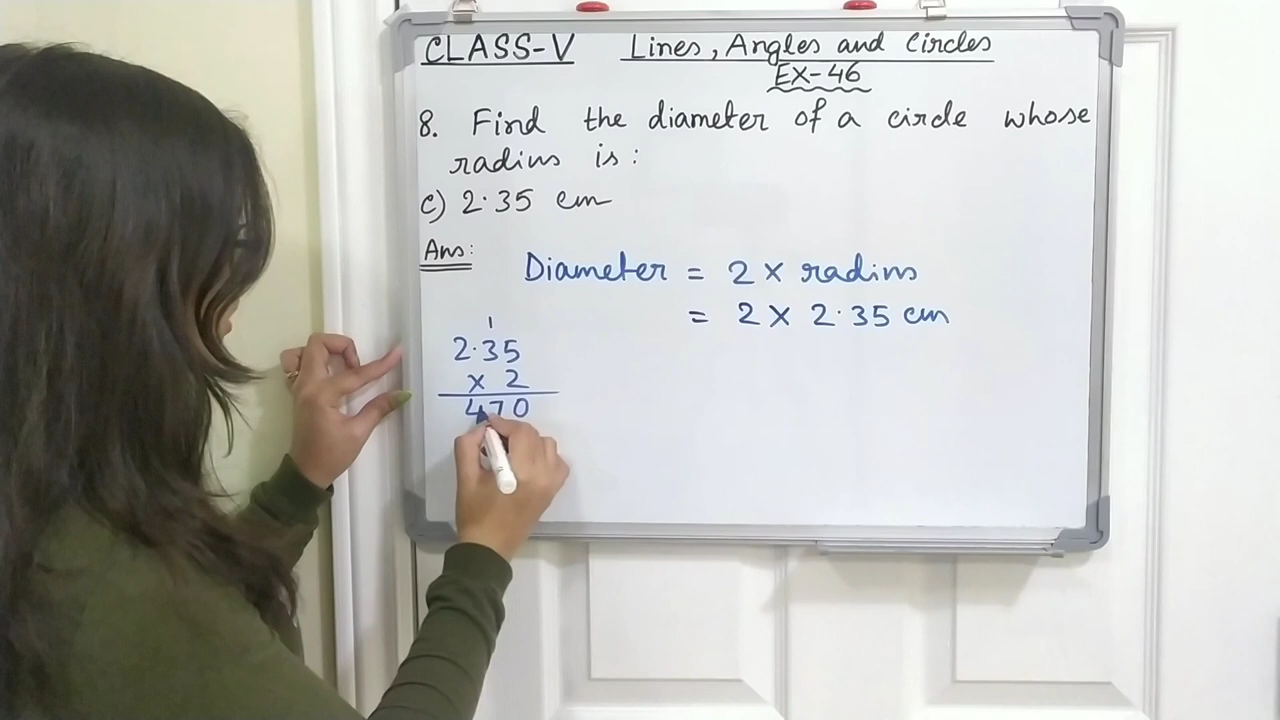 CLASS-V Lines, Angles and Circles
EX-46
8. Find the diameter of a circle whose
radius is:
c) 2.35 cm
Ans:
Diameter = 2 × radius
= 2 × 2.35 cm
1
2.35
× 2
470